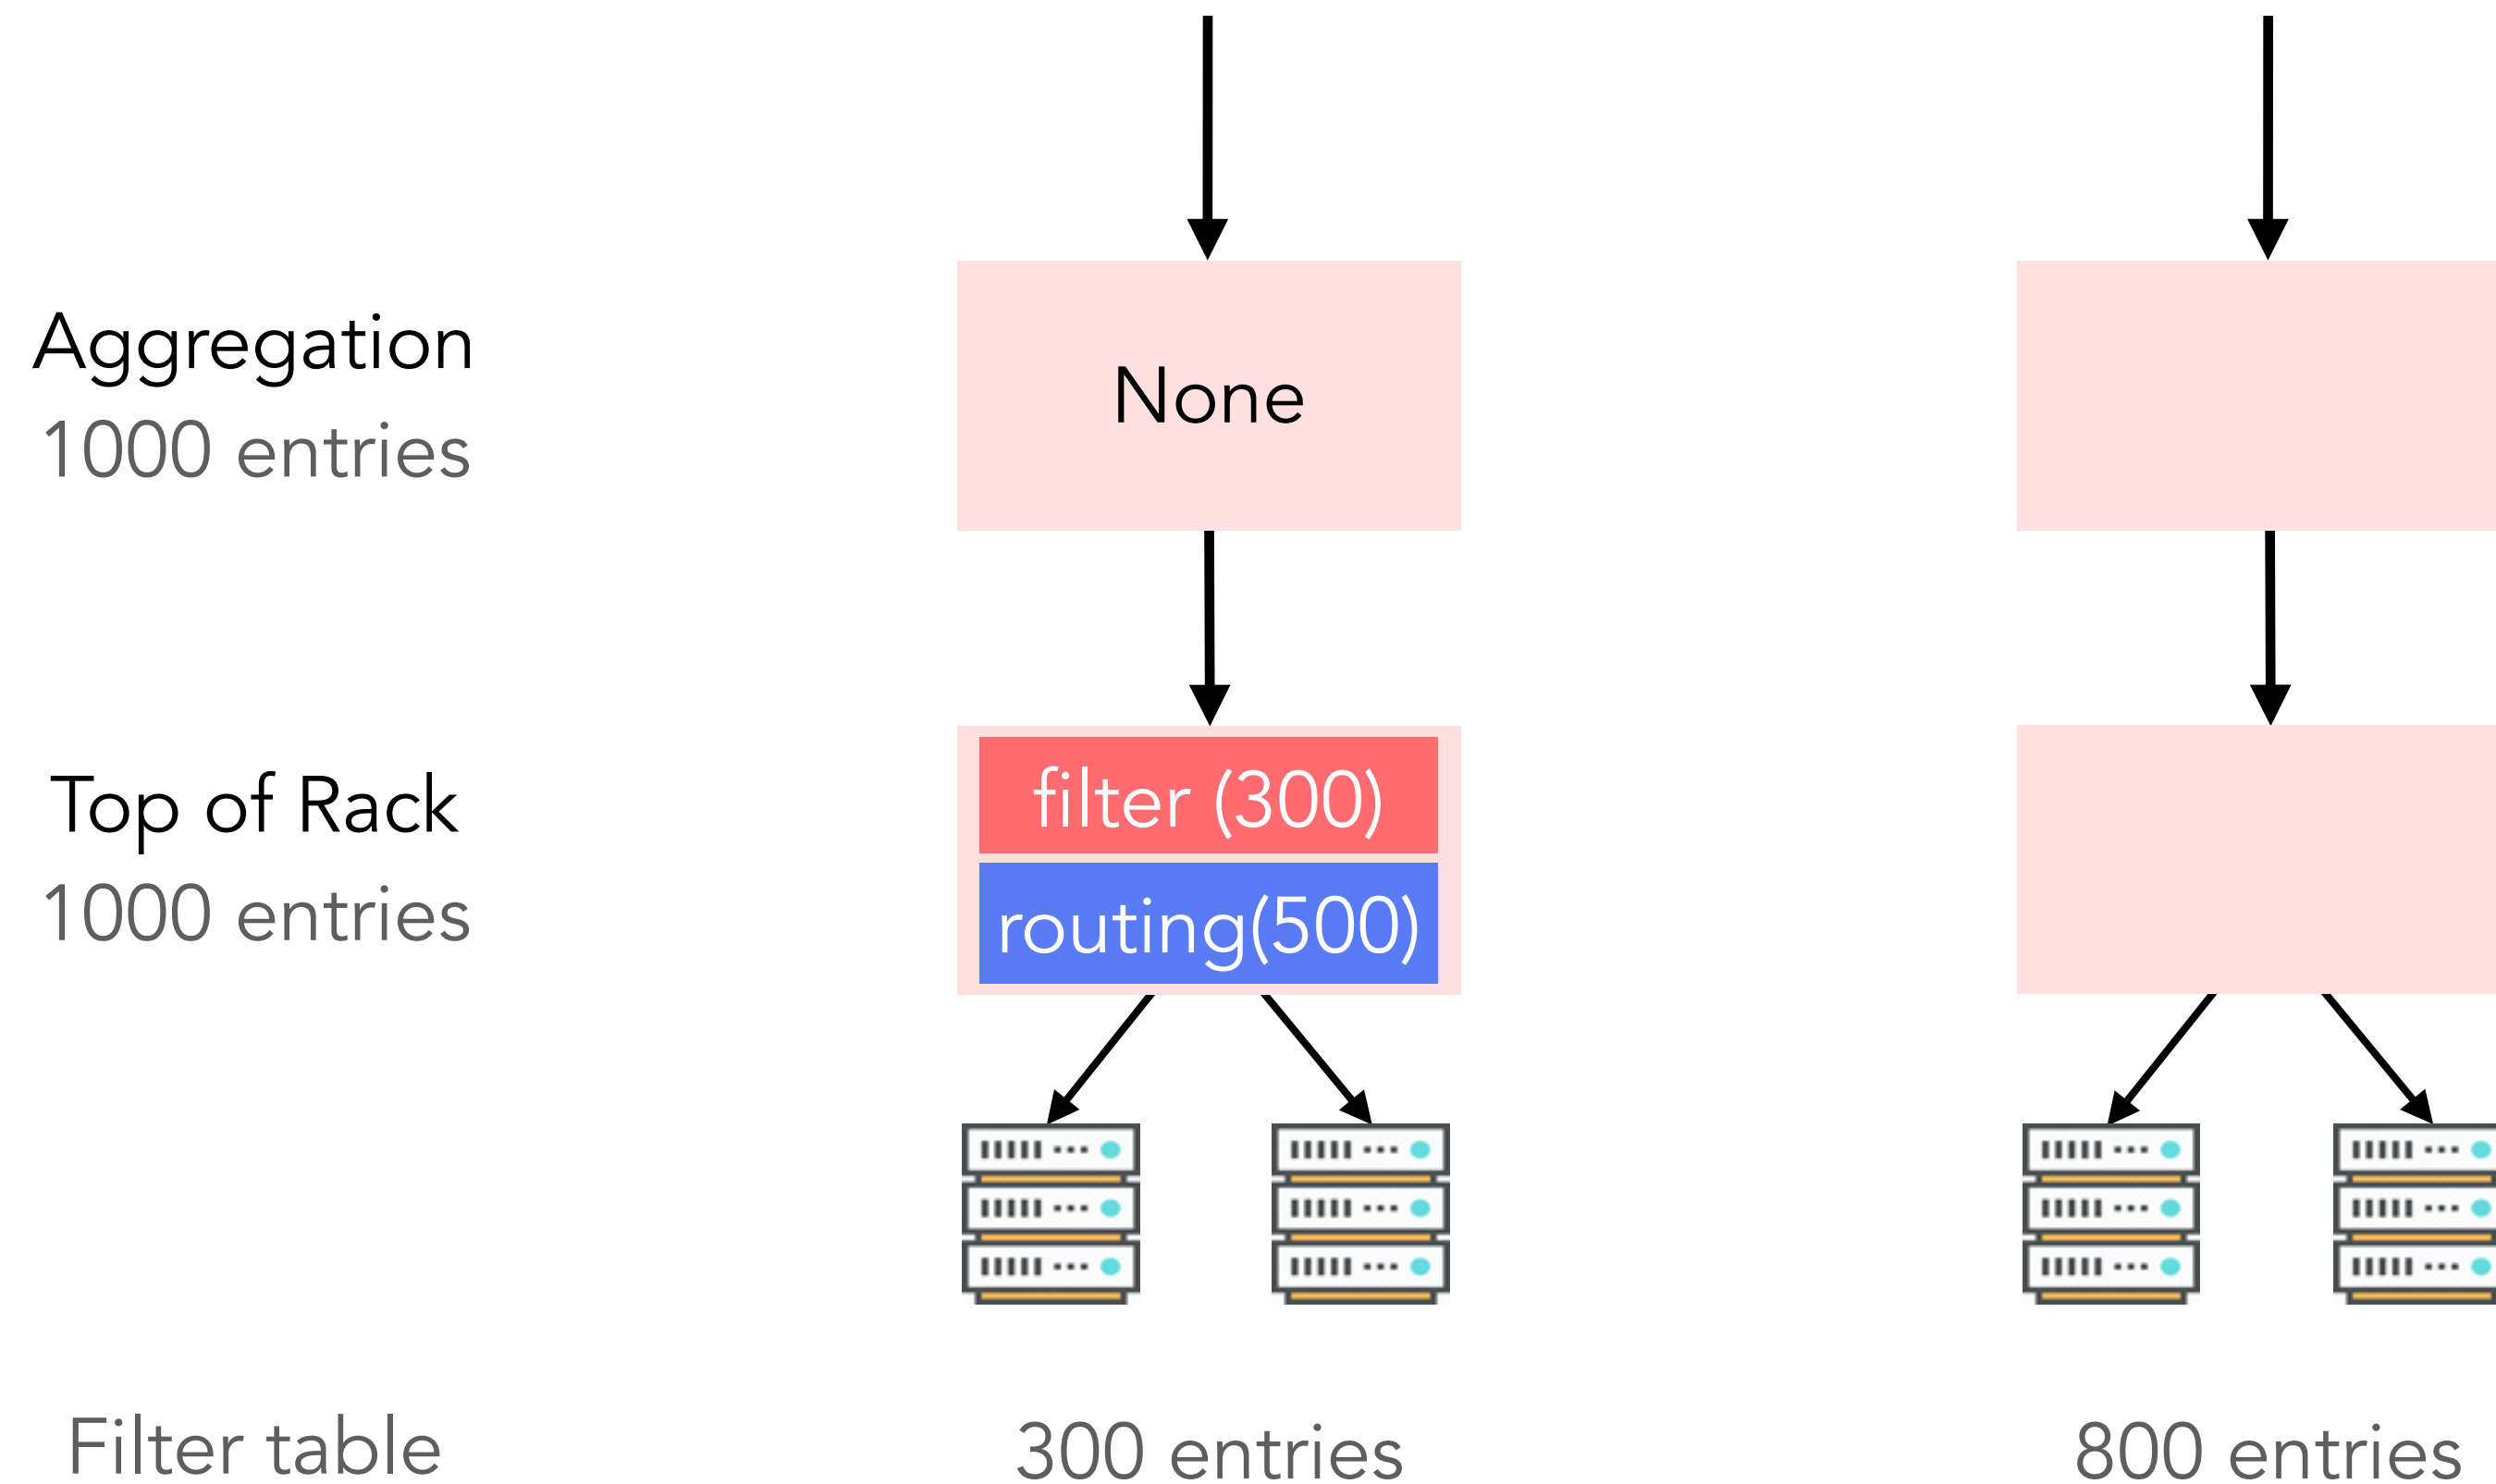 Aggregation
1000 entries
None
Top of Rack
1000 entries
filter (300)
routing(500)
Filter table
300 entries
800 entries